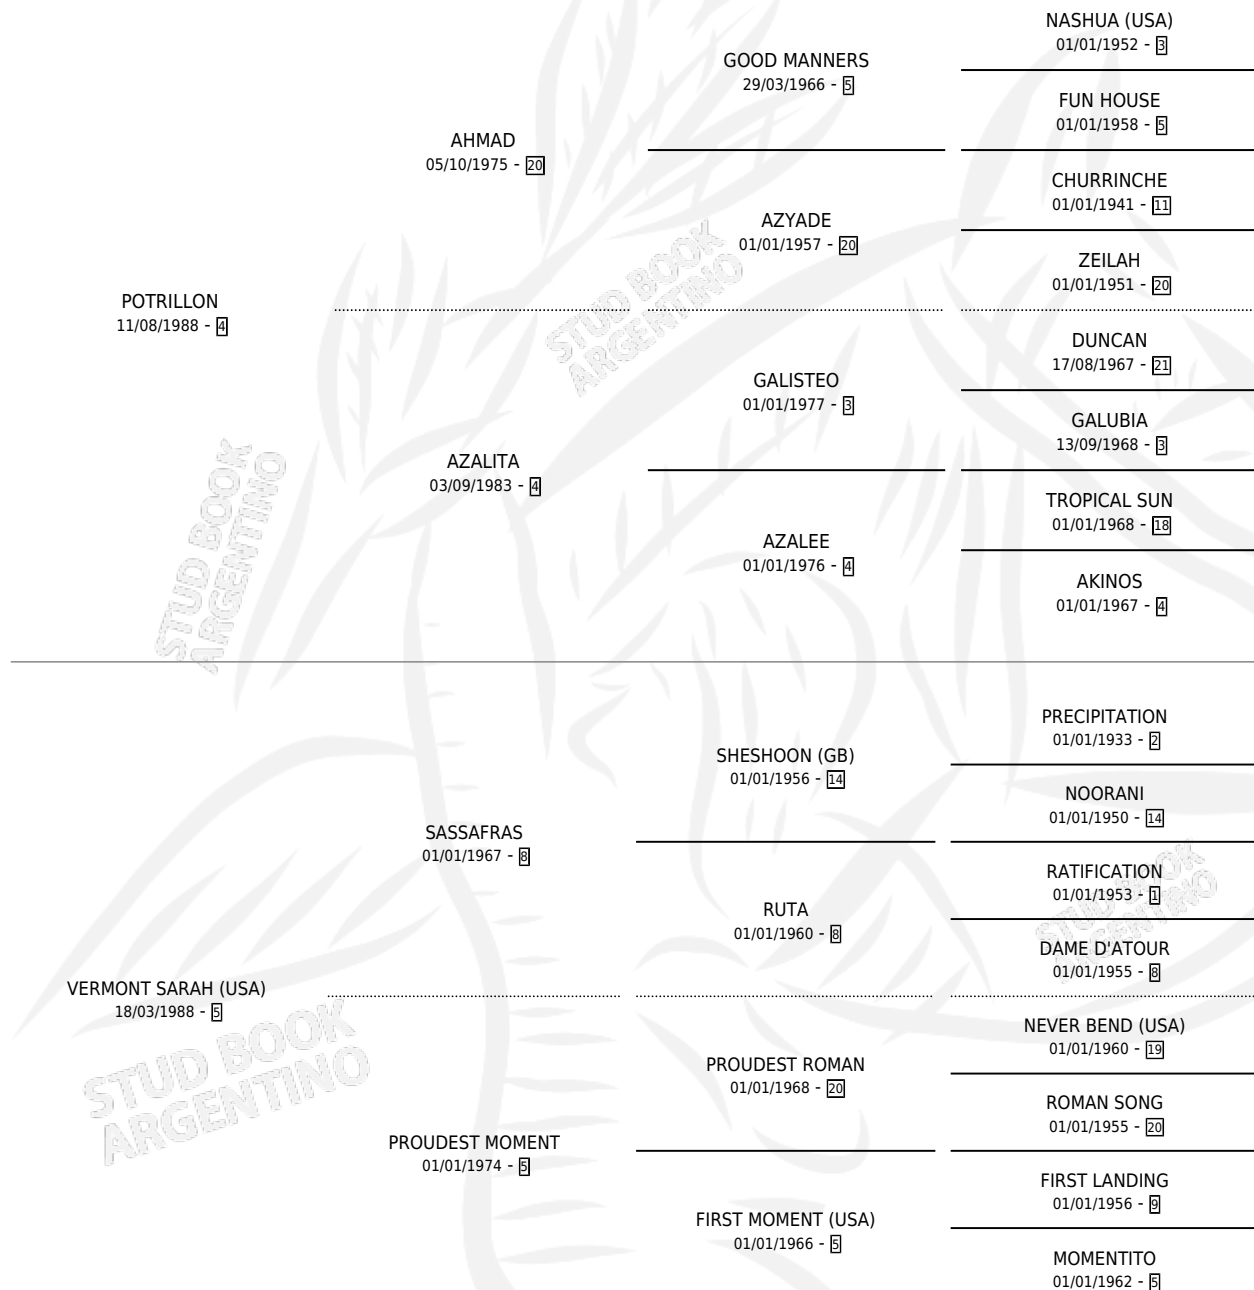 NASHUA (USA)
01/01/1952 - 3
GOOD MANNERS
29/03/1966 - 5
FUN HOUSE
01/01/1958 - 5
AHMAD
05/10/1975 - 20
CHURRINCHE
01/01/1941 - 11
AZYADE
01/01/1957 - 20
ZEILAH
01/01/1951 - 20
POTRILLON
11/08/1988 - 4
STUD BOOK
ARGENTINO
DUNCAN
17/08/1967 - 21
GALISTEO
01/01/1977 - 3
GALUBIA
13/09/1968 - 3
AZALITA
03/09/1983 - 4
TROPICAL SUN
01/01/1968 - 18
AZALEE
01/01/1976 - 4
AKINOS
01/01/1967 - 4
STUD BOOK
ARGENTINO
PRECIPITATION
01/01/1933 - 2
SHESHOON (GB)
01/01/1956 - 14
NOORANI
01/01/1950 - 14
SASSAFRAS
01/01/1967 - 8
RATIFICATION
01/01/1953 - 1
STUD BOOK
ARGENTINO
RUTA
01/01/1960 - 8
DAME D'ATOUR
01/01/1955 - 8
VERMONT SARAH (USA)
18/03/1988 - 5
STUD BOOK
ARGENTINO
NEVER BEND (USA)
01/01/1960 - 19
PROUDEST ROMAN
01/01/1968 - 20
ROMAN SONG
01/01/1955 - 20
PROUDEST MOMENT
01/01/1974 - 5
FIRST LANDING
01/01/1956 - 9
FIRST MOMENT (USA)
01/01/1966 - 5
MOMENTITO
01/01/1962 - 5